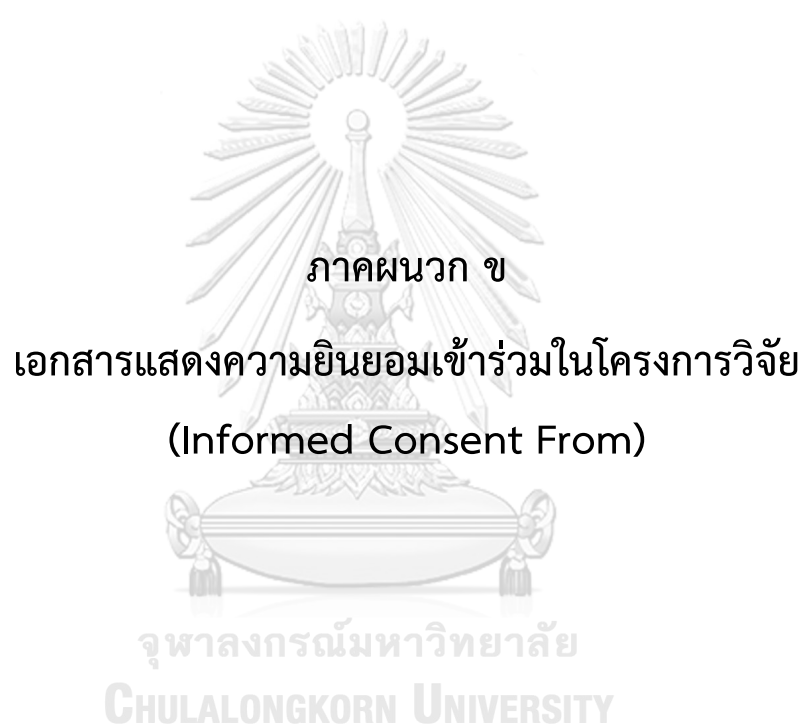 ภาคผนวก ข
เอกสารแสดงความยินยอมเข้าร่วมในโครงการวิจัย
(Informed Consent From)
จุฬาลงกรณ์มหาวิทยาลัย
CHULALONGKORN UNIVERSITY